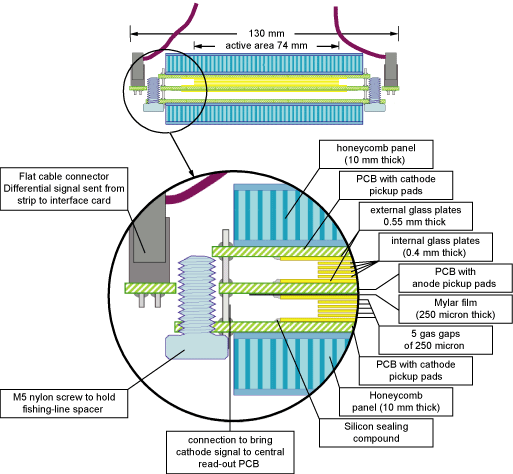 130 mm
active area 74 mm
honeycomb panel
(10 mm thick)
Flat cable connector
Differential signal sent from
strip to interface card
PCB with cathode
pickup pads
external glass plates
0.55 mm thick
internal glass plates
(0.4 mm thick)
PCB with
anode pickup pads
Mylar film
(250 micron thick)
5 gas gaps
of 250 micron
PCB with cathode
pickup pads
M5 nylon screw to hold
fishing-line spacer
Honeycomb
panel (10 mm thick)
connection to bring
cathode signal to central
read-out PCB
Silicon sealing
compound